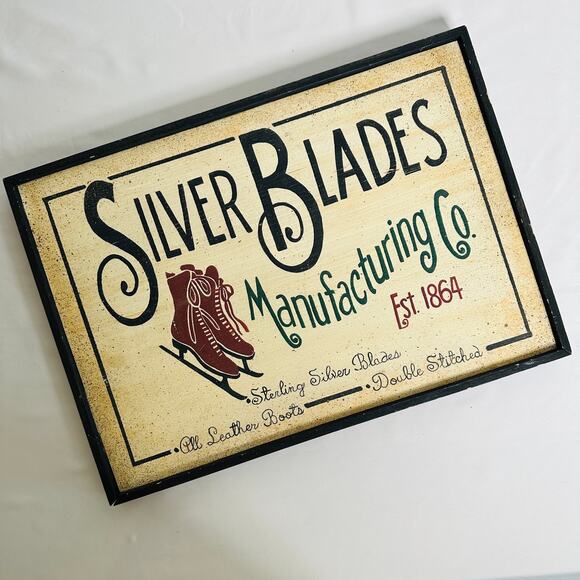 SILVER BLADES
Manufacturing Co.
Est. 1864
• Sterling Silver Blades
• All Leather Boots
• Double Stitched